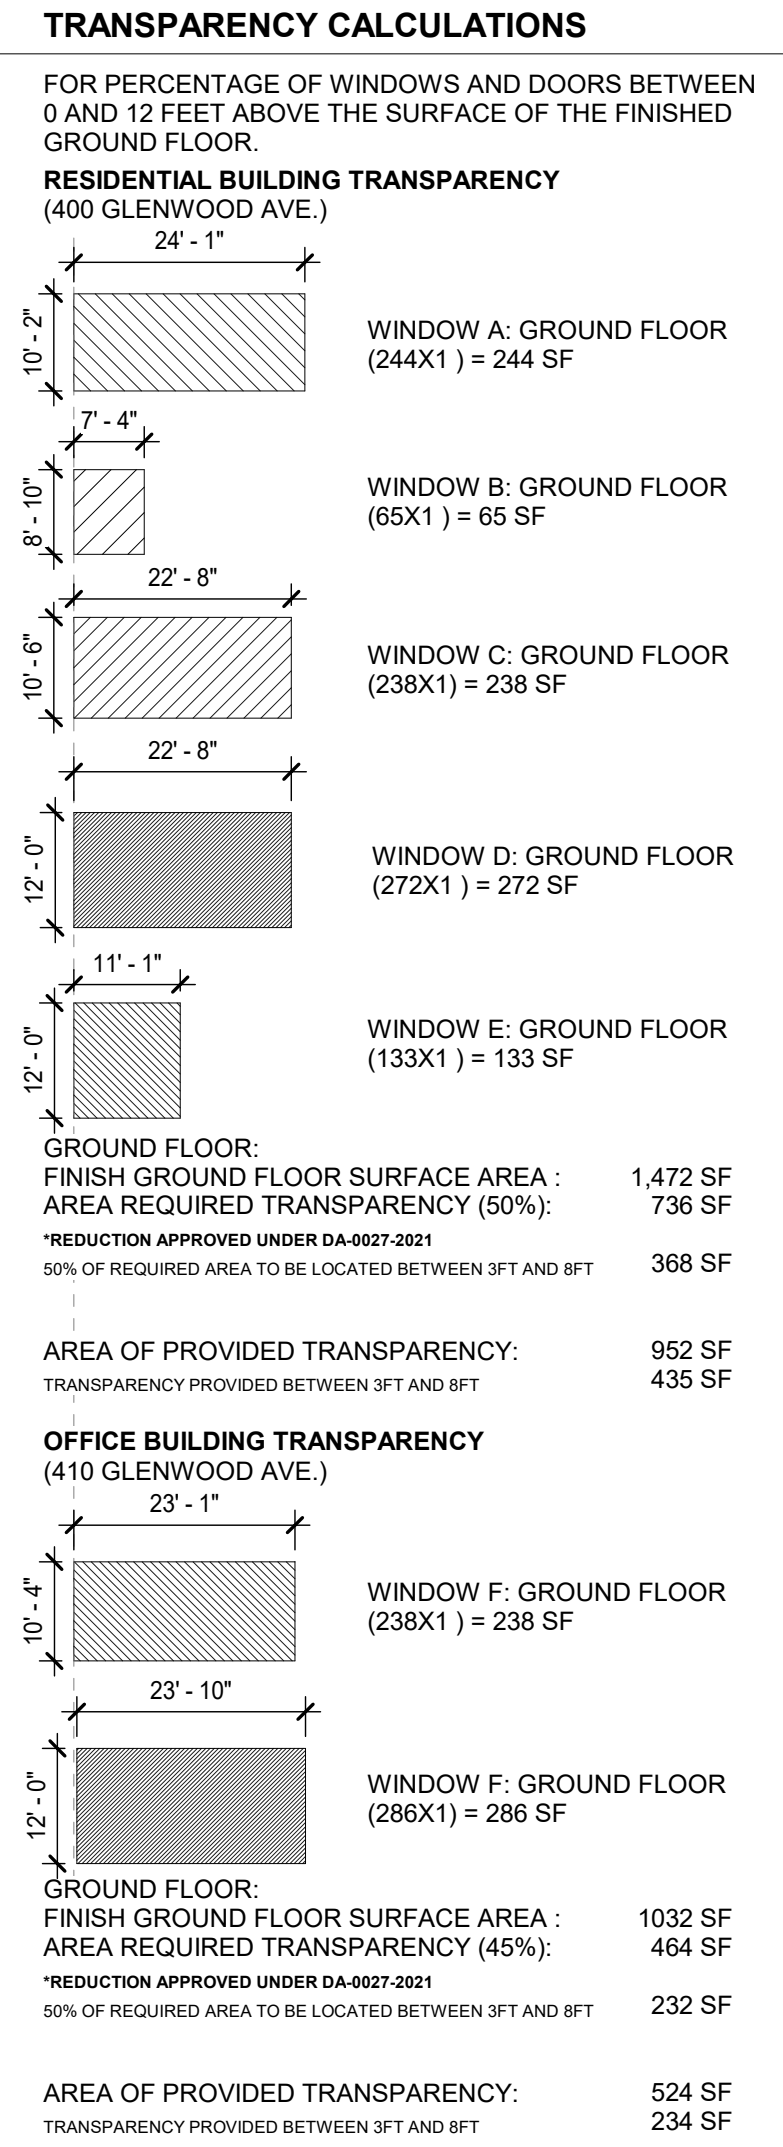 TRANSPARENCY CALCULATIONS
FOR PERCENTAGE OF WINDOWS AND DOORS BETWEEN
0 AND 12 FEET ABOVE THE SURFACE OF THE FINISHED
GROUND FLOOR.
RESIDENTIAL BUILDING TRANSPARENCY
(400 GLENWOOD AVE.)
24' - 1"
10' - 2"
WINDOW A: GROUND FLOOR
(244X1 ) = 244 SF
7' - 4"
8' - 10"
WINDOW B: GROUND FLOOR
(65X1 ) = 65 SF
22' - 8"
10' - 6"
WINDOW C: GROUND FLOOR
(238X1) = 238 SF
22' - 8"
12' - 0"
WINDOW D: GROUND FLOOR
(272X1 ) = 272 SF
11' - 1"
12' - 0"
WINDOW E: GROUND FLOOR
(133X1 ) = 133 SF
GROUND FLOOR:
FINISH GROUND FLOOR SURFACE AREA : 1,472 SF
AREA REQUIRED TRANSPARENCY (50%): 736 SF
*REDUCTION APPROVED UNDER DA-0027-2021
50% OF REQUIRED AREA TO BE LOCATED BETWEEN 3FT AND 8FT 368 SF
AREA OF PROVIDED TRANSPARENCY: 952 SF
TRANSPARENCY PROVIDED BETWEEN 3FT AND 8FT 435 SF
OFFICE BUILDING TRANSPARENCY
(410 GLENWOOD AVE.)
23' - 1"
10' - 4"
WINDOW F: GROUND FLOOR
(238X1 ) = 238 SF
23' - 10"
12' - 0"
WINDOW F: GROUND FLOOR
(286X1) = 286 SF
GROUND FLOOR:
FINISH GROUND FLOOR SURFACE AREA : 1032 SF
AREA REQUIRED TRANSPARENCY (45%): 464 SF
*REDUCTION APPROVED UNDER DA-0027-2021
50% OF REQUIRED AREA TO BE LOCATED BETWEEN 3FT AND 8FT 232 SF
AREA OF PROVIDED TRANSPARENCY: 524 SF
TRANSPARENCY PROVIDED BETWEEN 3FT AND 8FT 234 SF